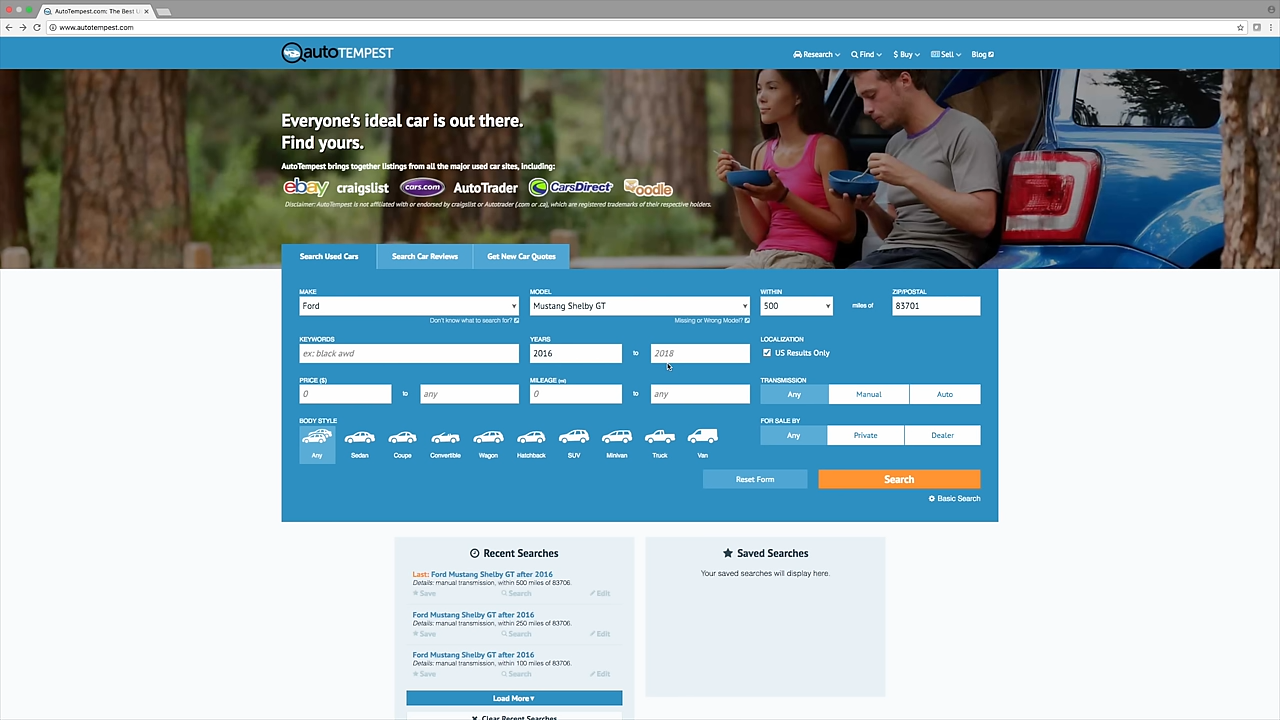 AutoTempest.com: The Best U
www.autotempest.com
autoTEMPEST
Research Find $ Buy Sell Blog
Everyone's ideal car is out there.
Find yours.
AutoTempest brings together listings from all the major used car sites, including:
ebay craigslist cars.com AutoTrader CarsDirect oodle
Disclaimer: AutoTempest is not affiliated with or endorsed by craigslist or Autotrader (.com or .ca), which are registered trademarks of their respective holders.
Search Used Cars Search Car Reviews Get New Car Quotes
MAKE MODEL WITHIN ZIP/POSTAL
Ford Mustang Shelby GT 500 miles of 83701
Don't know what to search for? Missing or Wrong Model?
KEYWORDS YEARS LOCALIZATION
ex: black awd 2016 to 2018 US Results Only
PRICE ($) MILEAGE (mi) TRANSMISSION
0 to any 0 to any Any Manual Auto
BODY STYLE FOR SALE BY
Any Private Dealer
Any Sedan Coupe Convertible Wagon Hatchback SUV Minivan Truck Van
Reset Form Search
Basic Search
Recent Searches
Last: Ford Mustang Shelby GT after 2016
Details: manual transmission, within 500 miles of 83706.
Save Search Edit
Ford Mustang Shelby GT after 2016
Details: manual transmission, within 250 miles of 83706.
Save Search Edit
Ford Mustang Shelby GT after 2016
Details: manual transmission, within 100 miles of 83706.
Save Search Edit
Load More
Clear Recent Searches
Saved Searches
Your saved searches will display here.